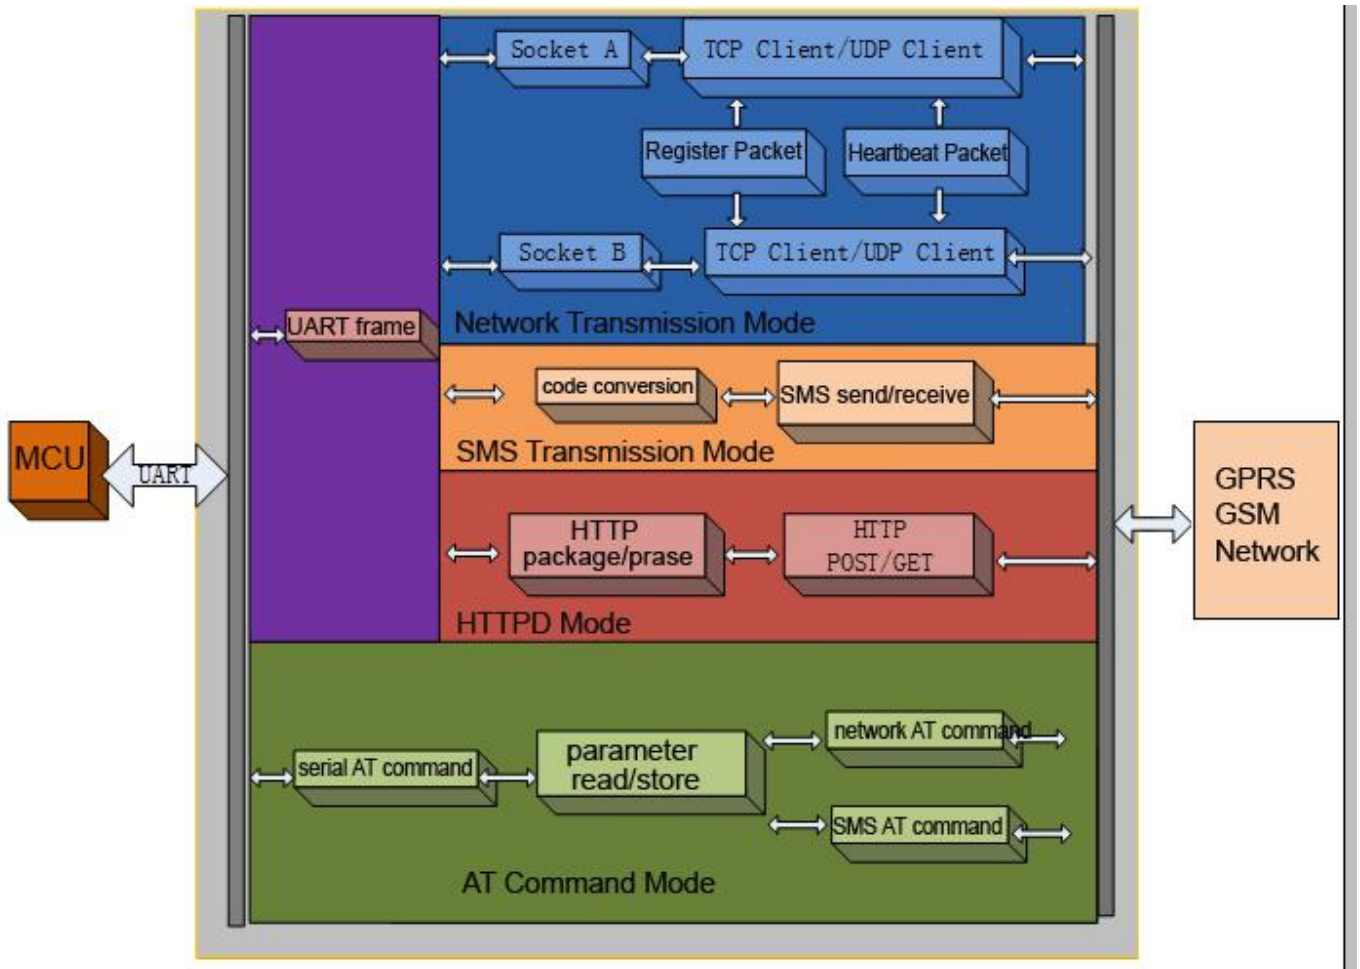 Socket A
TCP Client/UDP Client
Register Packet
Heartbeat Packet
Socket B
TCP Client/UDP Client
UART frame
Network Transmission Mode
code conversion
SMS send/receive
SMS Transmission Mode
MCU
UART
GPRS
GSM
Network
HTTP
package/prase
HTTP
POST/GET
HTTPD Mode
serial AT command
parameter
read/store
network AT command
SMS AT command
AT Command Mode